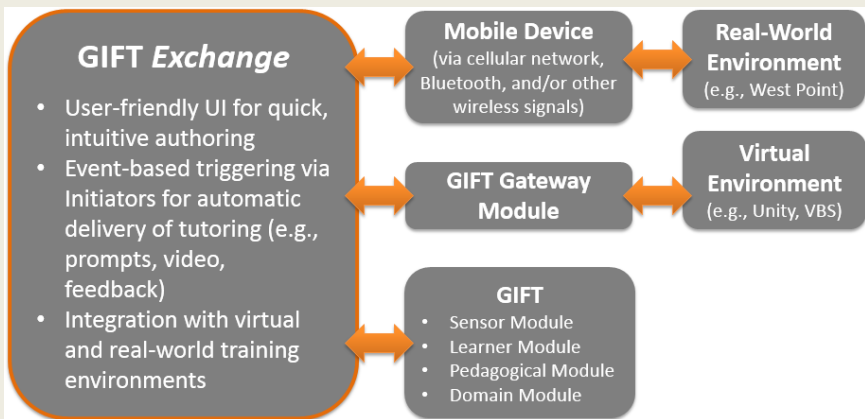 GIFT Exchange
• User-friendly UI for quick,
intuitive authoring
• Event-based triggering via
Initiators for automatic
delivery of tutoring (e.g.,
prompts, video,
feedback)
• Integration with virtual
and real-world training
environments
Mobile Device
(via cellular network,
Bluetooth, and/or other
wireless signals)
Real-World
Environment
(e.g., West Point)
GIFT Gateway
Module
Virtual
Environment
(e.g., Unity, VBS)
GIFT
• Sensor Module
• Learner Module
• Pedagogical Module
• Domain Module